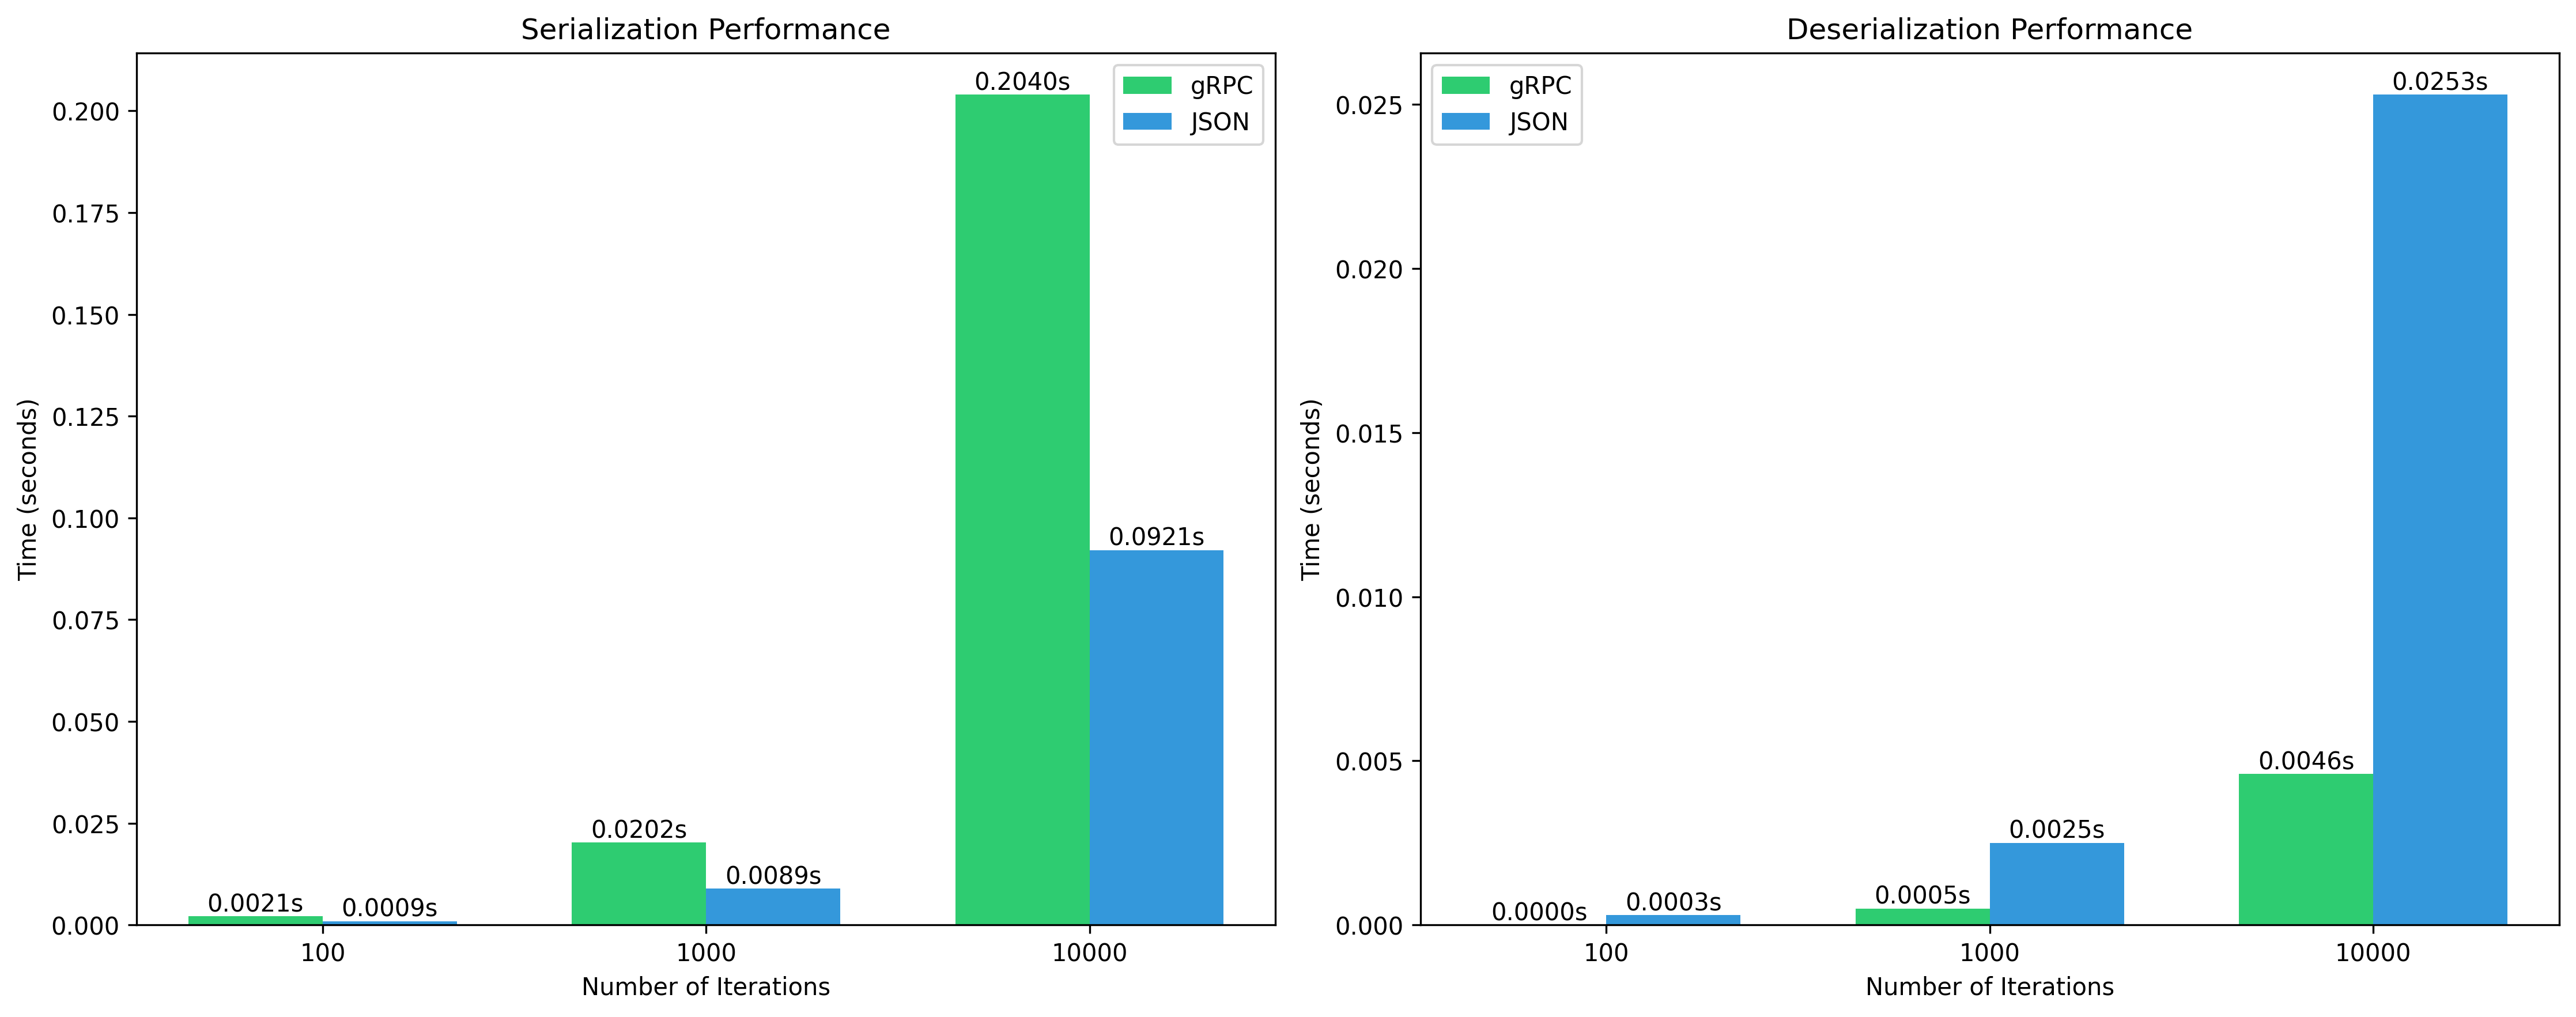 Serialization Performance
gRPC
JSON
0.2040s
0.0921s
0.0202s
0.0089s
0.0021s
0.0009s
0.200
0.175
0.150
0.125
0.100
0.075
0.050
0.025
0.000
Time (seconds)
100
1000
10000
Number of Iterations
Deserialization Performance
gRPC
JSON
0.0253s
0.0046s
0.0025s
0.0005s
0.0003s
0.0000s
0.025
0.020
0.015
0.010
0.005
0.000
Time (seconds)
100
1000
10000
Number of Iterations